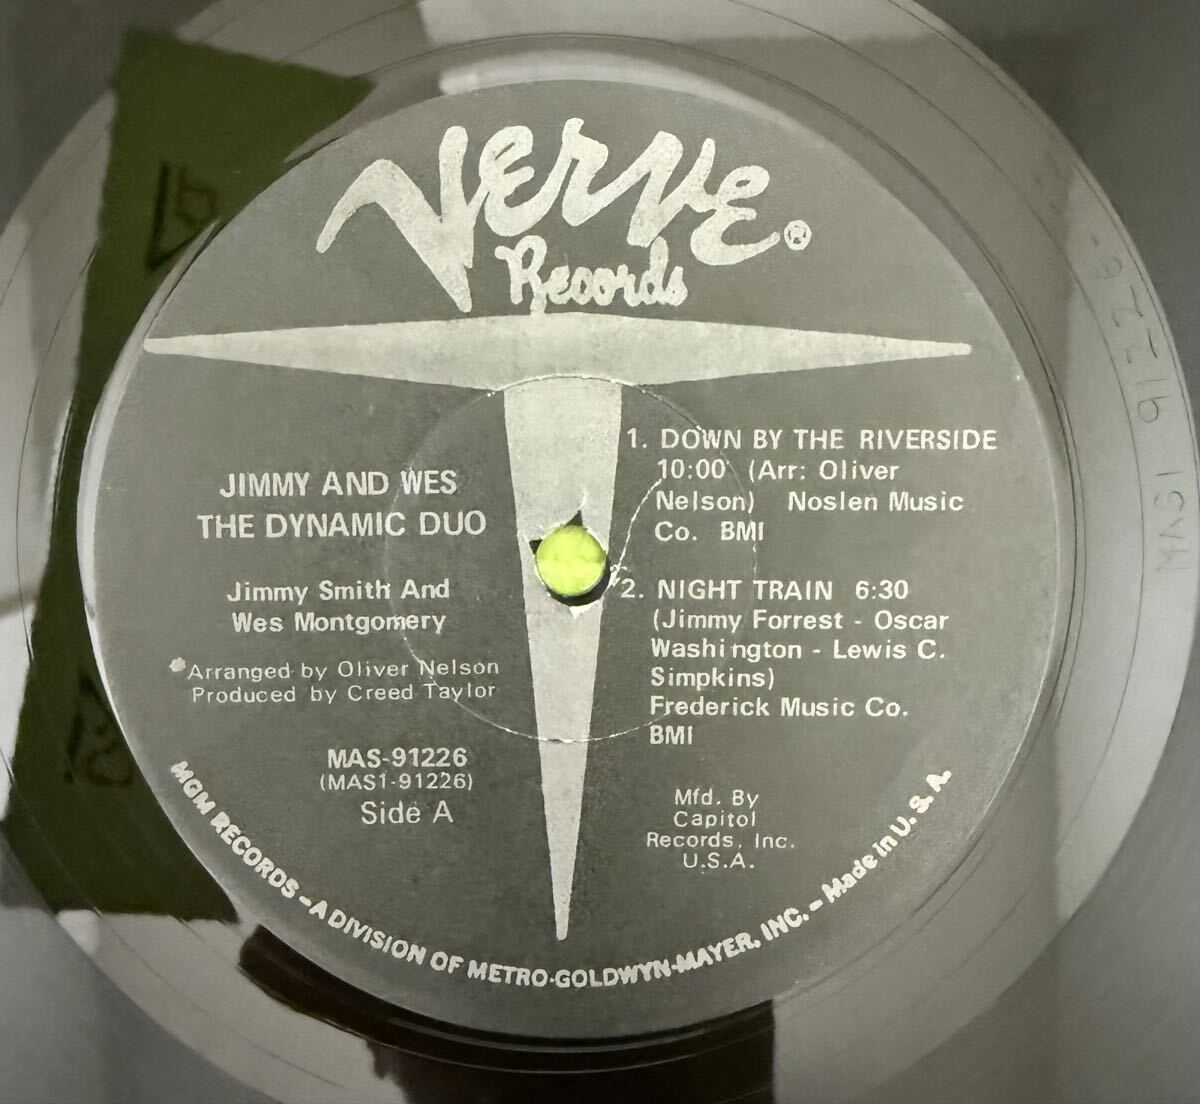 Verve®
Records
JIMMY AND WES
THE DYNAMIC DUO
Jimmy Smith And
Wes Montgomery
Arranged by Oliver Nelson
Produced by Creed Taylor
MAS-91226
(MAS1-91226)
Side A
1. DOWN BY THE RIVERSIDE
10:00 (Arr: Oliver
Nelson) Noslen Music
Co. BMI
2. NIGHT TRAIN 6:30
(Jimmy Forrest - Oscar
Washington - Lewis C.
Simpkins)
Frederick Music Co.
BMI
Mfd. By
Capitol
Records, Inc.
U.S.A.
MGM RECORDS - A DIVISION OF METRO-GOLDWYN-MAYER, INC. - Made in U.S.A.
MAS1 91226-